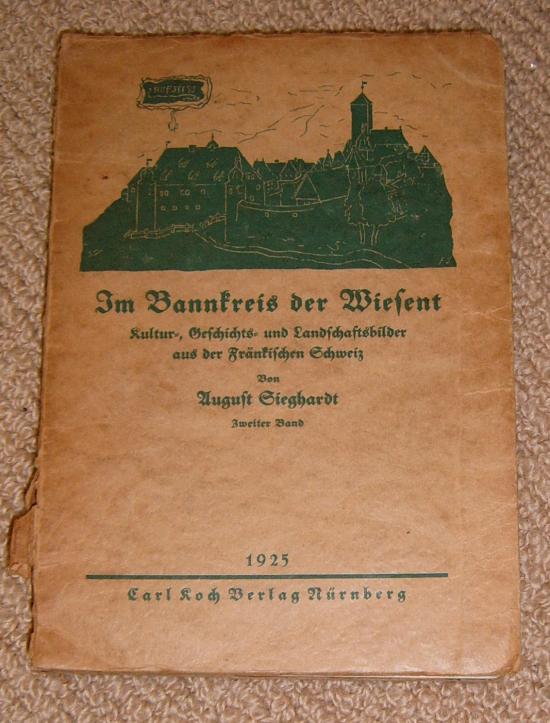 Im Bannkreis der Wiesent
Kultur-, Geschichts- und Landschaftsbilder
aus der Fränkischen Schweiz
Von
August Sieghardt
Zweiter Band
1925
Carl Koch Verlag Nürnberg